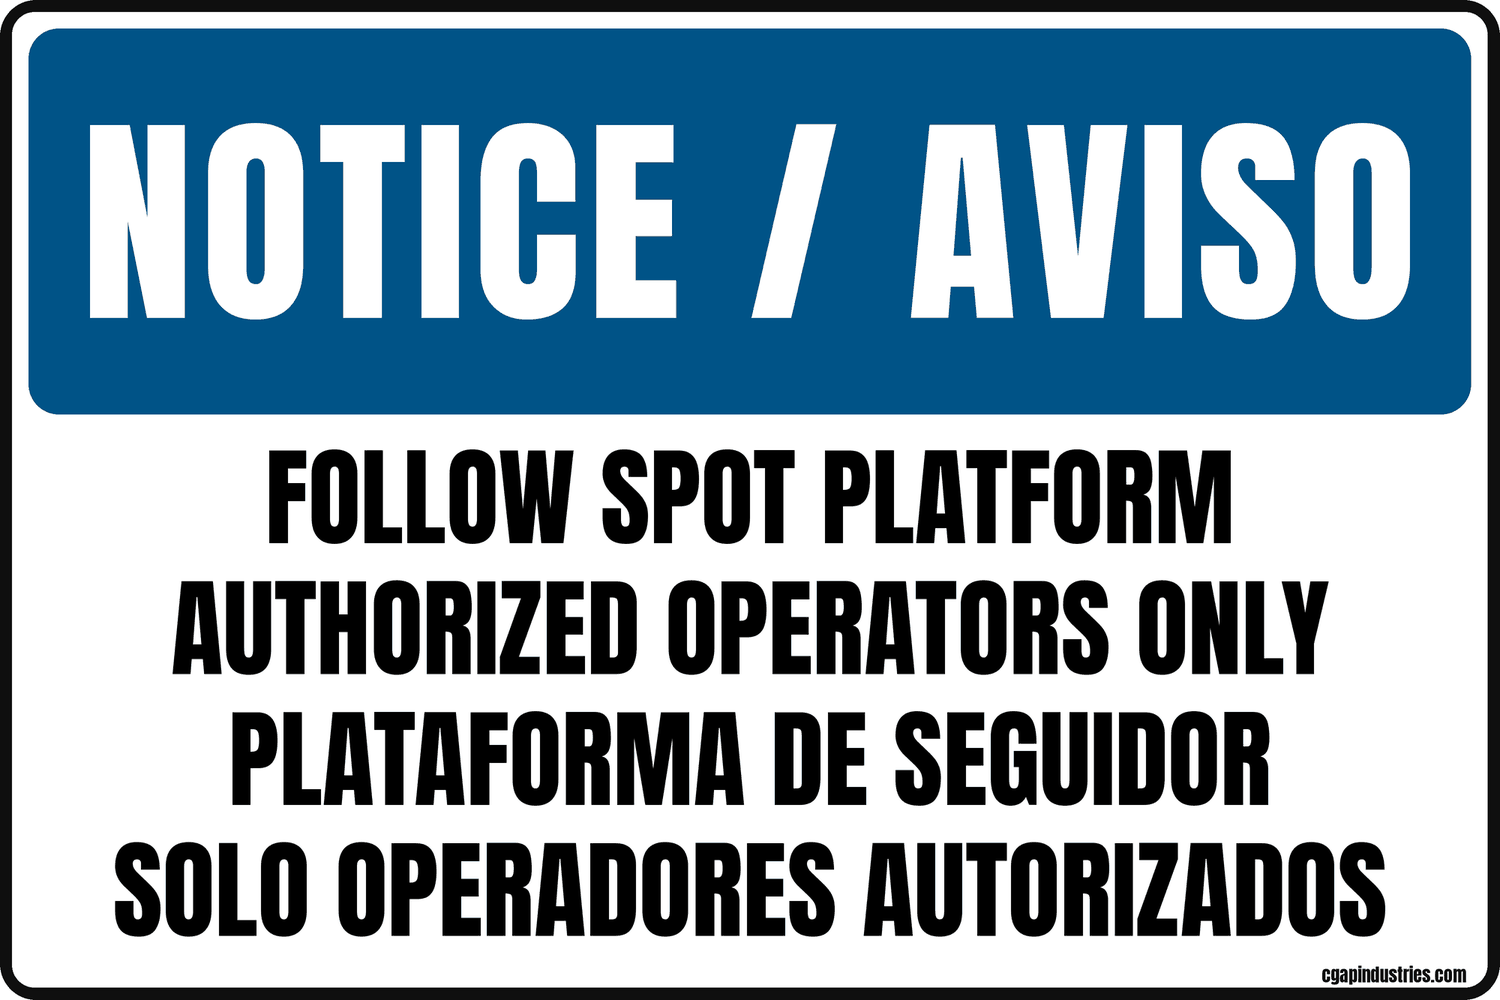 NOTICE / AVISO
FOLLOW SPOT PLATFORM
AUTHORIZED OPERATORS ONLY
PLATAFORMA DE SEGUIDOR
SOLO OPERADORES AUTORIZADOS
cgapindustries.com